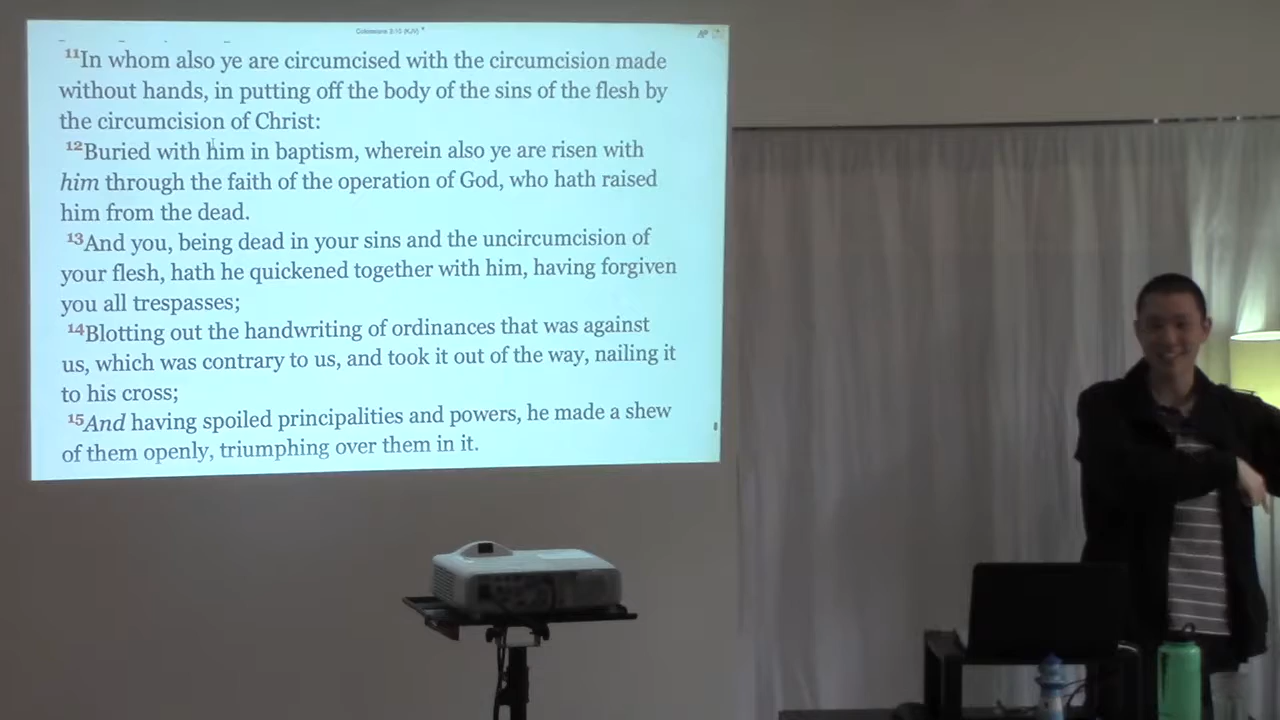 Colossians 2:10 (KJV)
11In whom also ye are circumcised with the circumcision made
without hands, in putting off the body of the sins of the flesh by
the circumcision of Christ:
12Buried with him in baptism, wherein also ye are risen with
him through the faith of the operation of God, who hath raised
him from the dead.
13And you, being dead in your sins and the uncircumcision of
your flesh, hath he quickened together with him, having forgiven
you all trespasses;
14Blotting out the handwriting of ordinances that was against
us, which was contrary to us, and took it out of the way, nailing it
to his cross;
15And having spoiled principalities and powers, he made a shew
of them openly, triumphing over them in it.